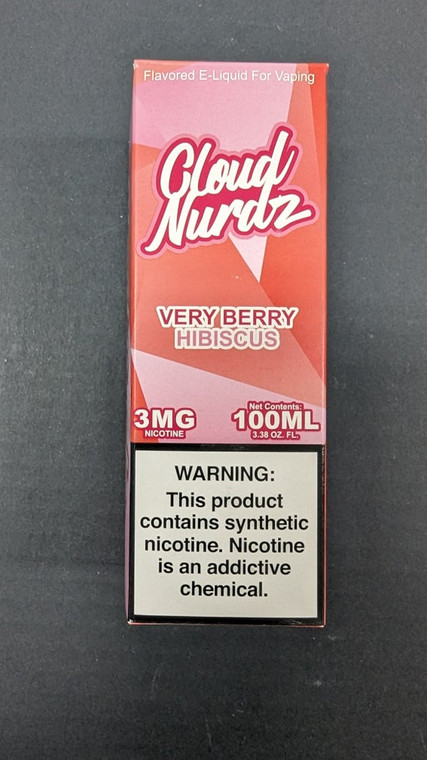 Flavored E-Liquid For Vaping
Cloud
Nurdz
VERY BERRY
HIBISCUS
3MG
NICOTINE
Net Contents:
100ML
3.38 OZ. FL.
WARNING:
This product
contains synthetic
nicotine. Nicotine
is an addictive
chemical.